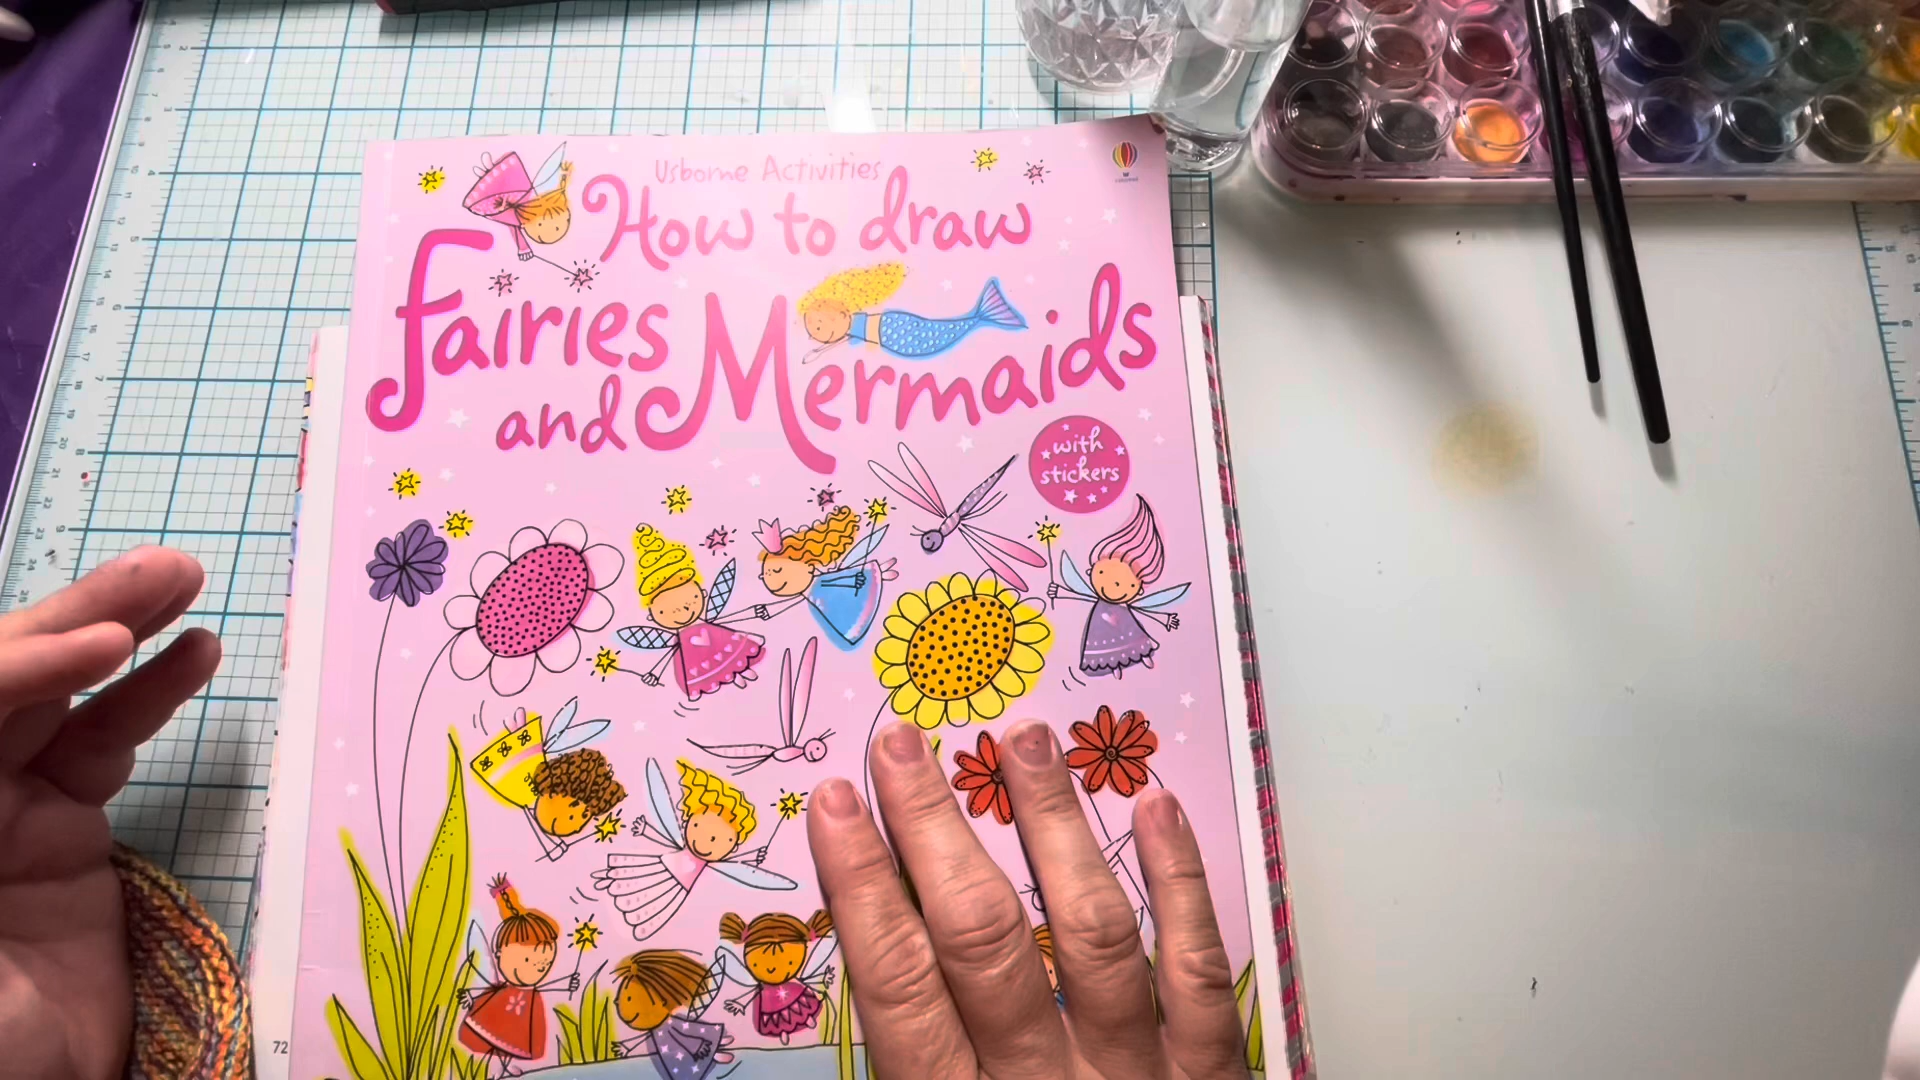 Usborne Activities
How to draw
Fairies
and Mermaids
with
stickers
72